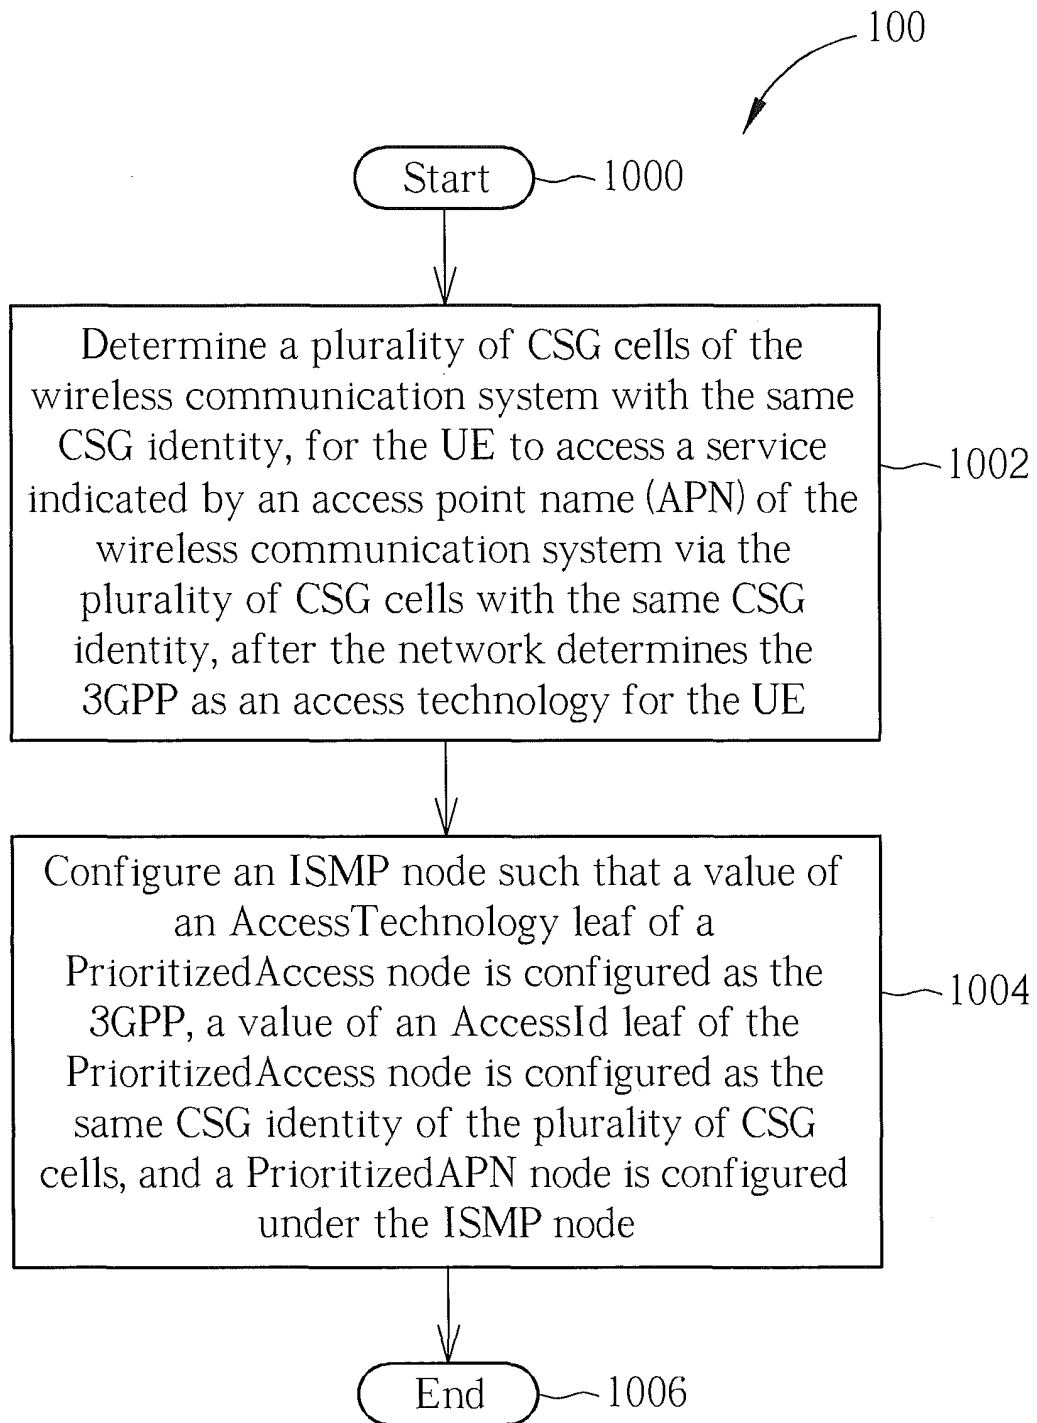 100
Start
1000
Determine a plurality of CSG cells of the
wireless communication system with the same
CSG identity, for the UE to access a service
indicated by an access point name (APN) of the
wireless communication system via the
plurality of CSG cells with the same CSG
identity, after the network determines the
3GPP as an access technology for the UE
1002
Configure an ISMP node such that a value of
an AccessTechnology leaf of a
PrioritizedAccess node is configured as the
3GPP, a value of an AccessId leaf of the
PrioritizedAccess node is configured as the
same CSG identity of the plurality of CSG
cells, and a PrioritizedAPN node is configured
under the ISMP node
1004
End
1006